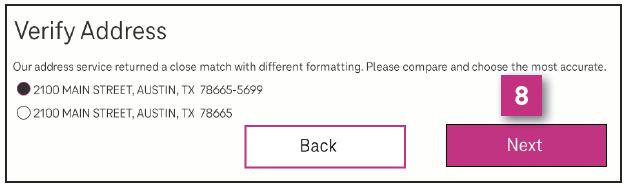 Verify Address
Our address service returned a close match with different formatting. Please compare and choose the most accurate.
2100 MAIN STREET, AUSTIN, TX 78665-5699
2100 MAIN STREET, AUSTIN, TX 78665
8
Back
Next